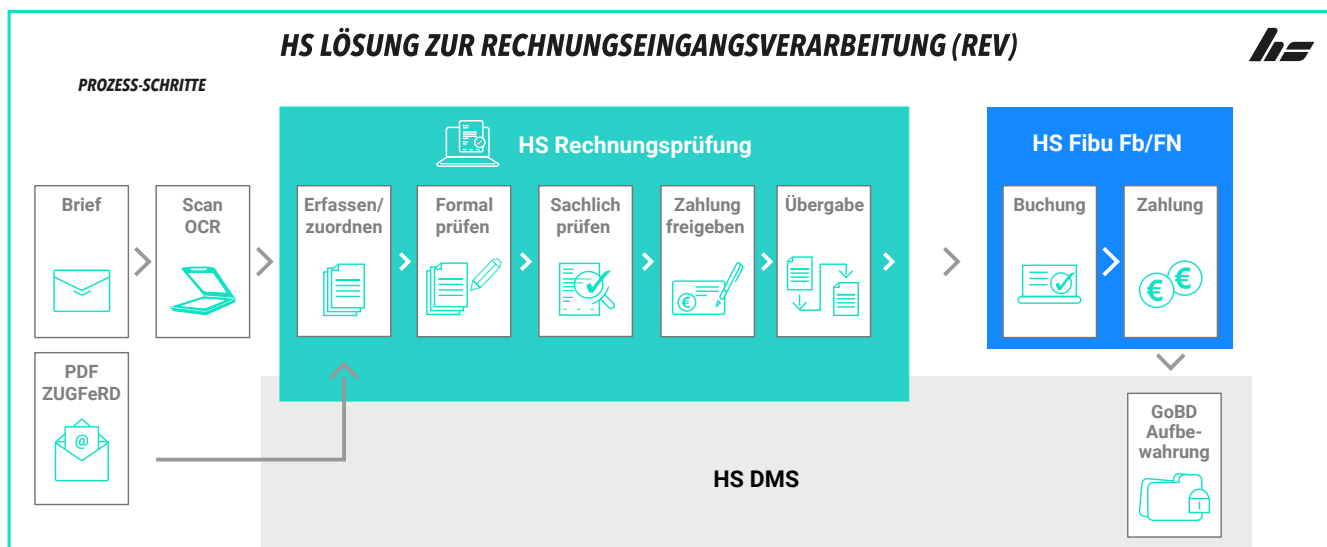 HS LÖSUNG ZUR RECHNUNGSEINGANGSVERARBEITUNG (REV)
hs
PROZESS-SCHRITTE
HS Rechnungsprüfung
HS Fibu Fb/FN
Brief
Scan
OCR
Erfassen/
zuordnen
Formal
prüfen
Sachlich
prüfen
Zahlung
freigeben
Übergabe
Buchung
Zahlung
€
€
€
PDF
ZUGFeRD
@
GoBD
Aufbe-
wahrung
HS DMS